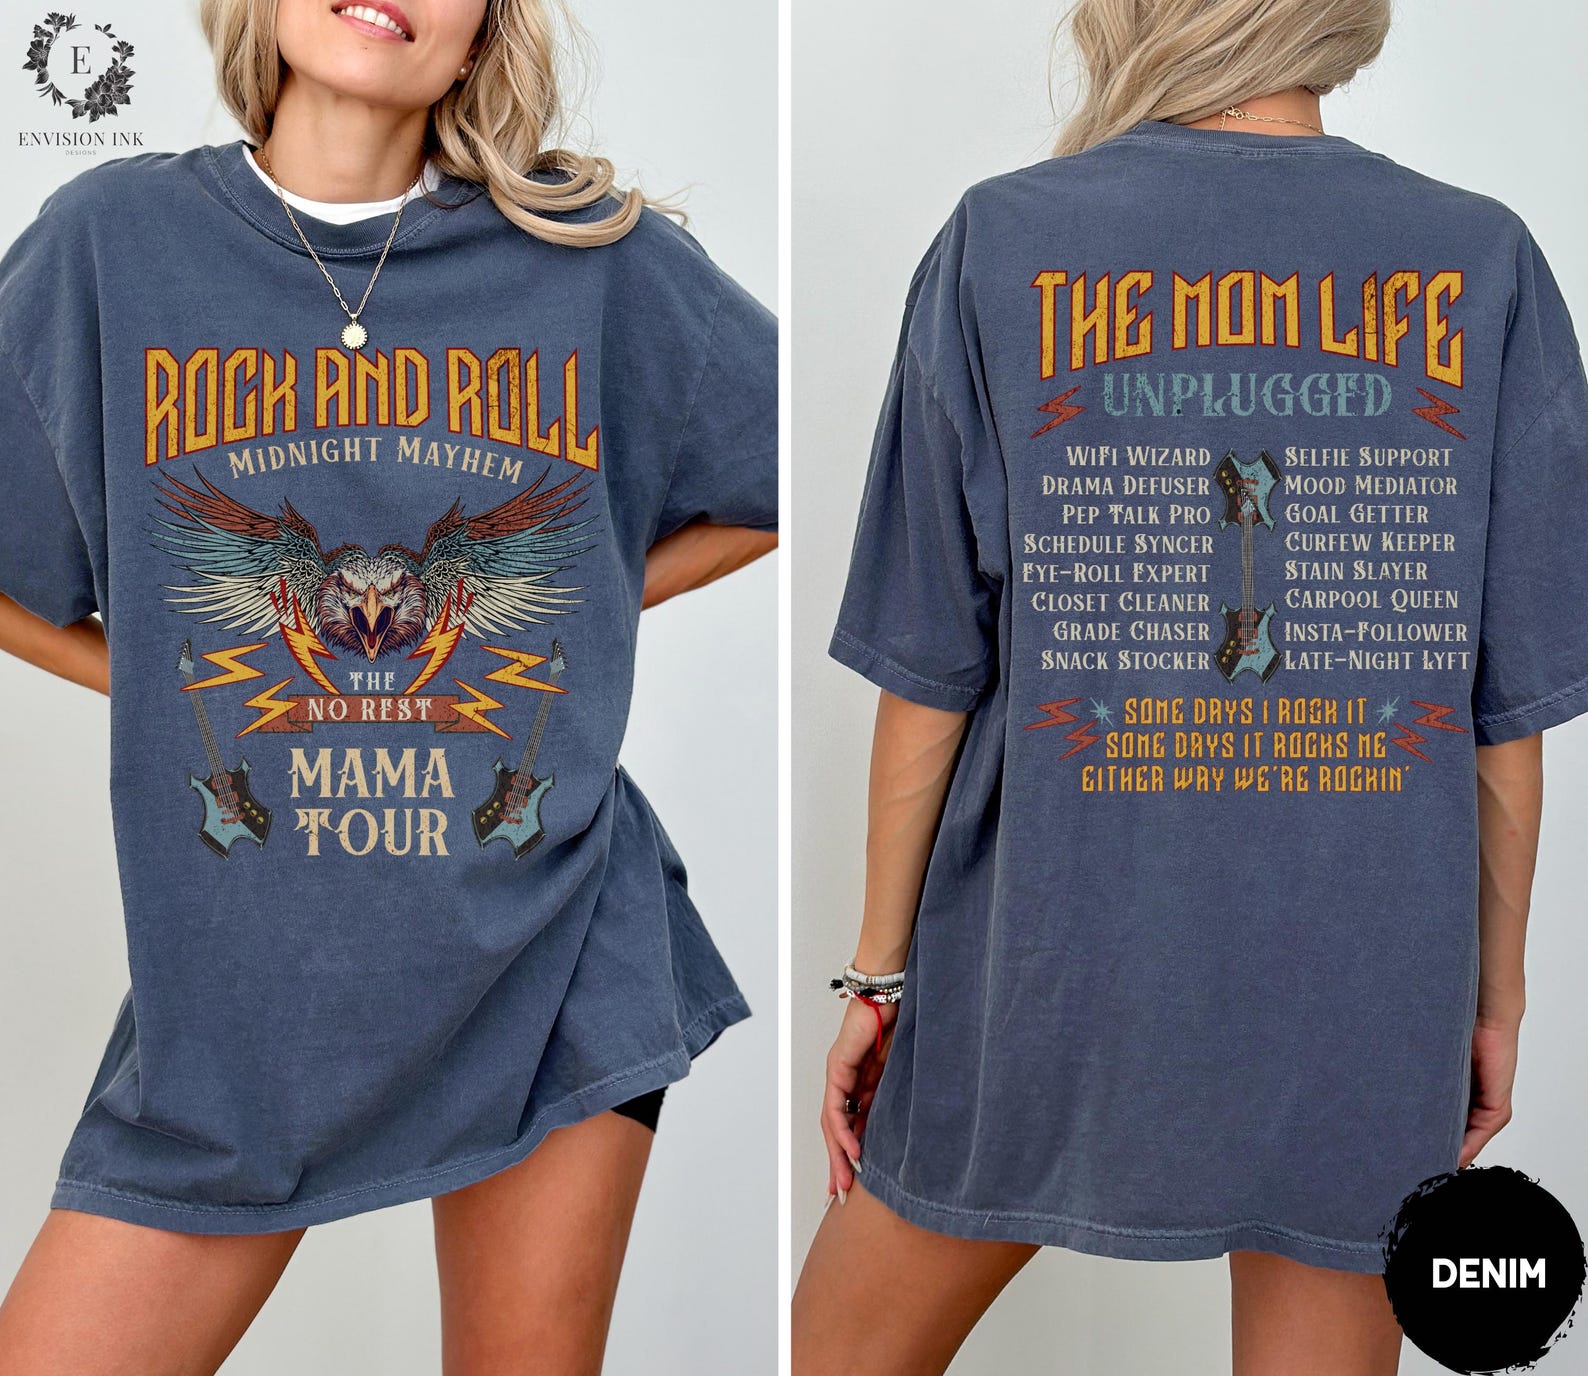 E
ENVISION INK
DESIGNS
ROCK AND ROLL
MIDNIGHT MAYHEM
THE
NO REST
MAMA
TOUR
THE MOM LIFE
UNPLUGGED
WIFI WIZARD
DRAMA DEFUSER
PEP TALK PRO
SCHEDULE SYNCER
EYE-ROLL EXPERT
CLOSET CLEANER
GRADE CHASER
SNACK STOCKER
SELFIE SUPPORT
MOOD MEDIATOR
GOAL GETTER
CURFEW KEEPER
STAIN SLAYER
CARPOOL QUEEN
INSTA-FOLLOWER
LATE-NIGHT LYFT
SOME DAYS I ROCK IT
SOME DAYS IT ROCKS ME
EITHER WAY WE'RE ROCKIN'
DENIM